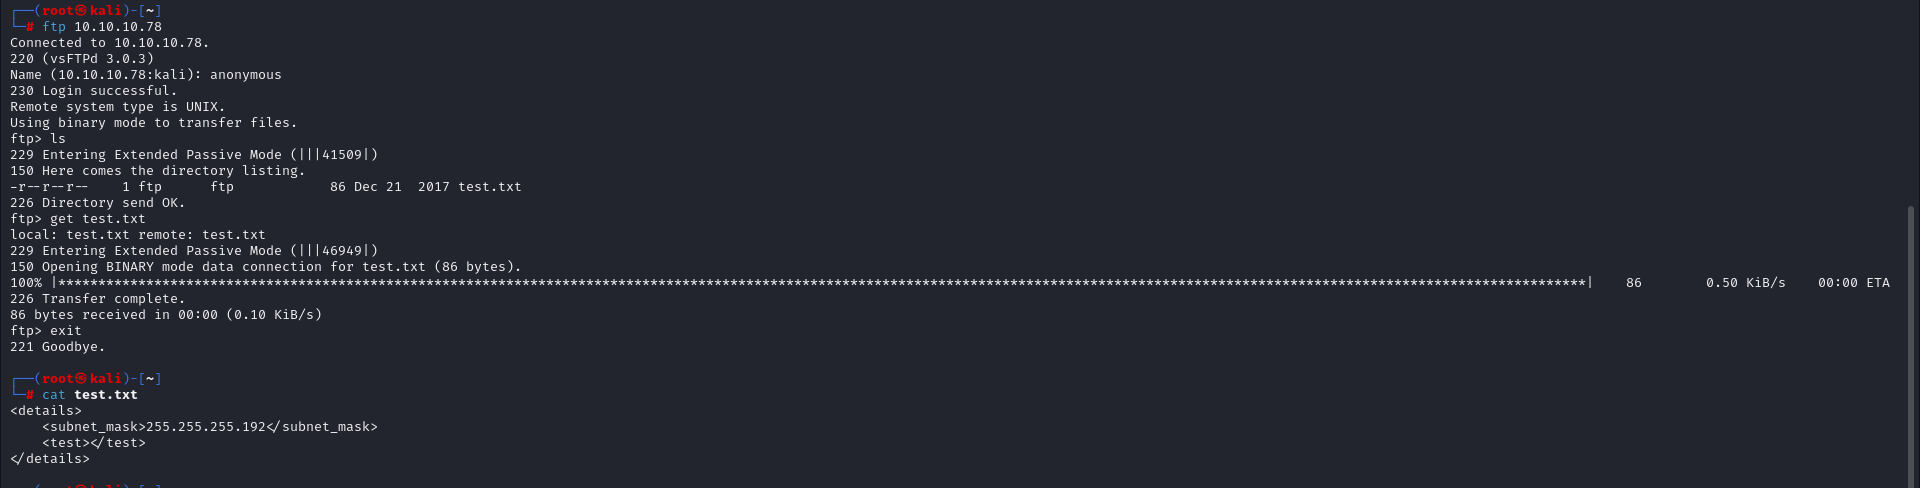 ┌──(root㉿kali)-[~]
└─# ftp 10.10.10.78
Connected to 10.10.10.78.
220 (vsFTPd 3.0.3)
Name (10.10.10.78:kali): anonymous
230 Login successful.
Remote system type is UNIX.
Using binary mode to transfer files.
ftp> ls
229 Entering Extended Passive Mode (|||41509|)
150 Here comes the directory listing.
-r--r--r--    1 ftp      ftp            86 Dec 21  2017 test.txt
226 Directory send OK.
ftp> get test.txt
local: test.txt remote: test.txt
229 Entering Extended Passive Mode (|||46949|)
150 Opening BINARY mode data connection for test.txt (86 bytes).
100% |***********************************************************************************************************************************************************************************************|    86        0.50 KiB/s    00:00 ETA
226 Transfer complete.
86 bytes received in 00:00 (0.10 KiB/s)
ftp> exit
221 Goodbye.
┌──(root㉿kali)-[~]
└─# cat test.txt
<details>
    <subnet_mask>255.255.255.192</subnet_mask>
    <test></test>
</details>